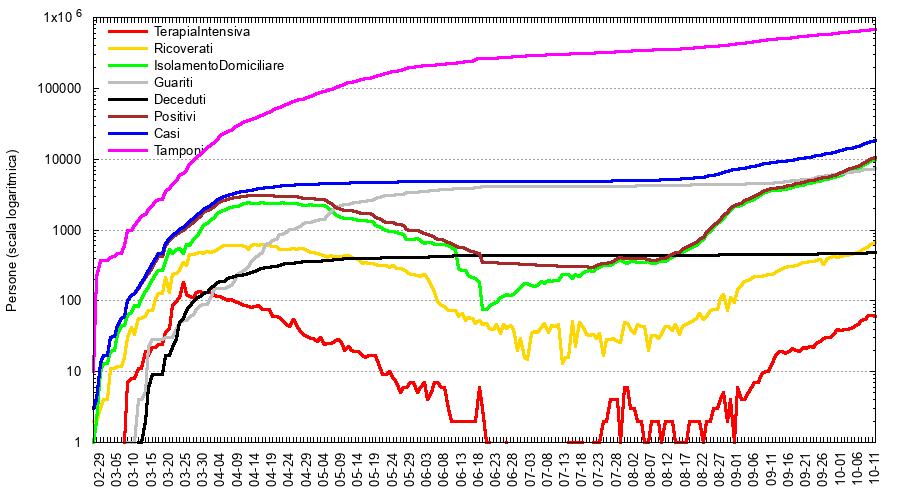 1x10 6
100000
10000
1000
100
10
1
Persone (scala logaritmica)
TerapiaIntensiva
Ricoverati
IsolamentoDomiciliare
Guariti
Deceduti
Positivi
Casi
Tamponi
02-29 03-05 03-10 03-15 03-20 03-25 03-30 04-04 04-09 04-14 04-19 04-24 04-29 05-04 05-09 05-14 05-19 05-24 05-29 06-03 06-08 06-13 06-18 06-23 06-28 07-03 07-08 07-13 07-18 07-23 07-28 08-02 08-07 08-12 08-17 08-22 08-27 09-01 09-06 09-11 09-16 09-21 09-26 10-01 10-06 10-11